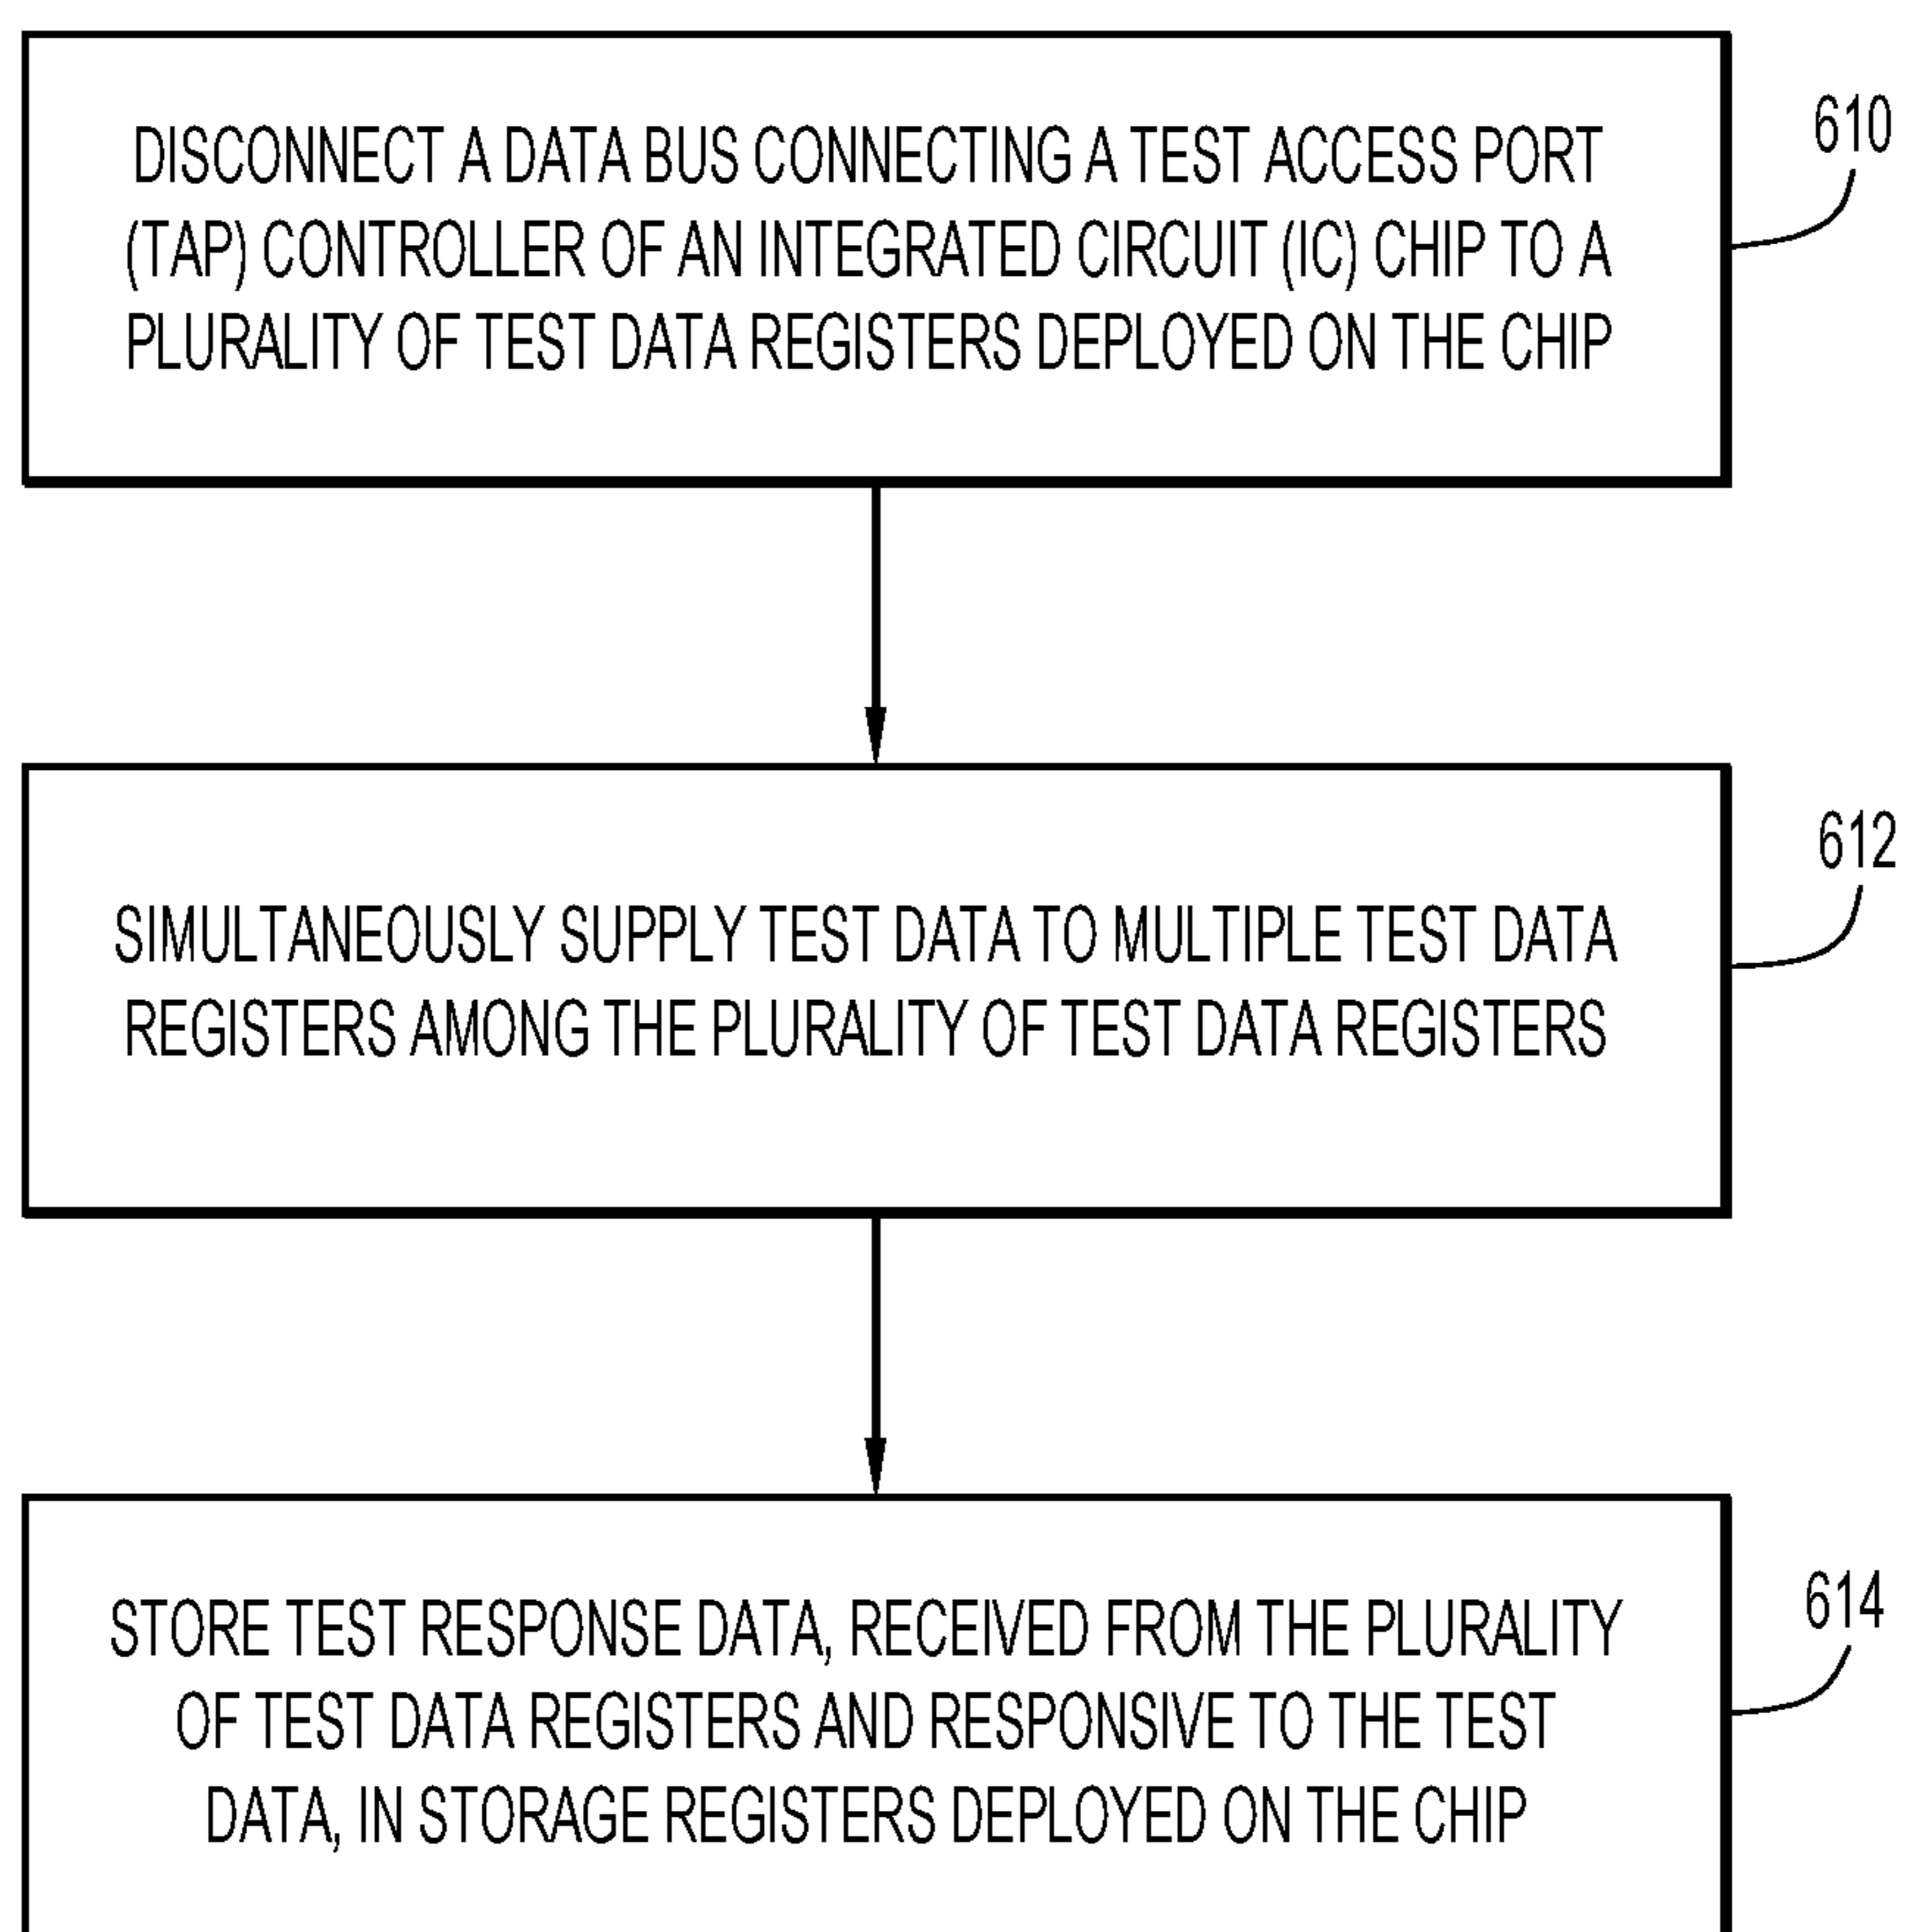 DISCONNECT A DATA BUS CONNECTING A TEST ACCESS PORT
(TAP) CONTROLLER OF AN INTEGRATED CIRCUIT (IC) CHIP TO A
PLURALITY OF TEST DATA REGISTERS DEPLOYED ON THE CHIP
610
SIMULTANEOUSLY SUPPLY TEST DATA TO MULTIPLE TEST DATA
REGISTERS AMONG THE PLURALITY OF TEST DATA REGISTERS
612
STORE TEST RESPONSE DATA, RECEIVED FROM THE PLURALITY
OF TEST DATA REGISTERS AND RESPONSIVE TO THE TEST
DATA, IN STORAGE REGISTERS DEPLOYED ON THE CHIP
614